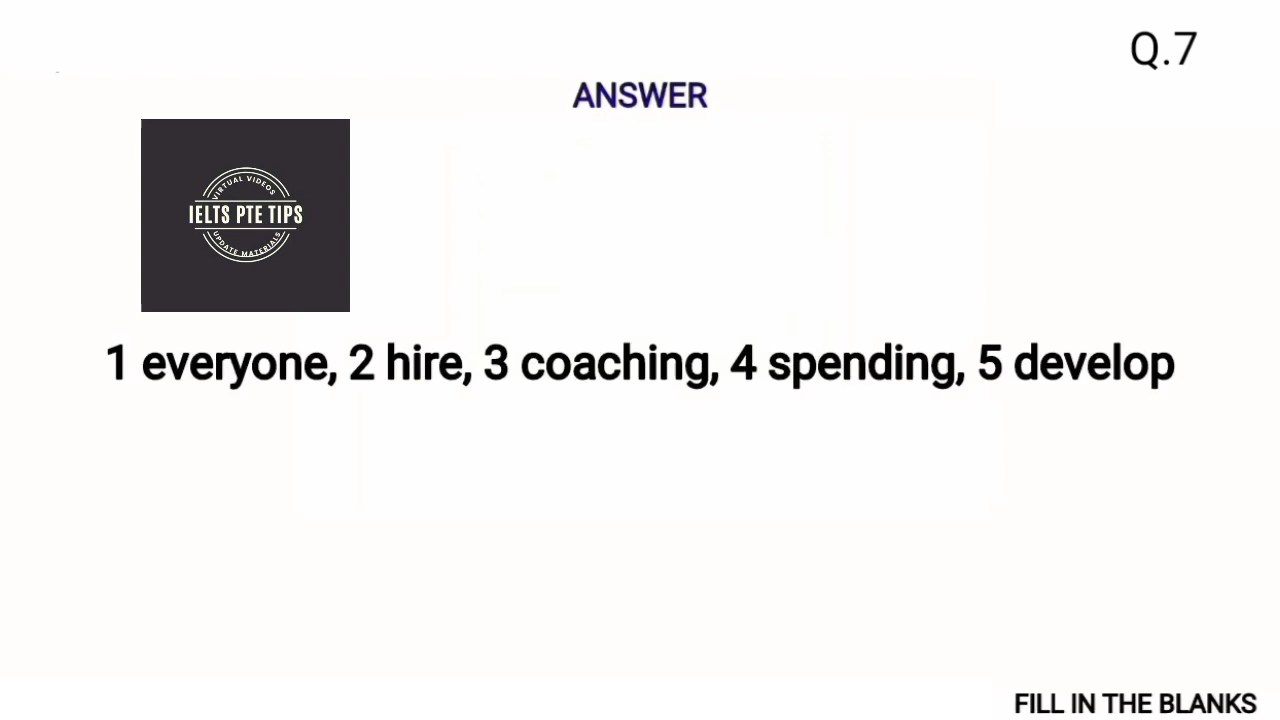 Q.7
ANSWER
VIRTUAL VIDEOS
IELTS PTE TIPS
UPDATE MATERIALS
1 everyone, 2 hire, 3 coaching, 4 spending, 5 develop
FILL IN THE BLANKS